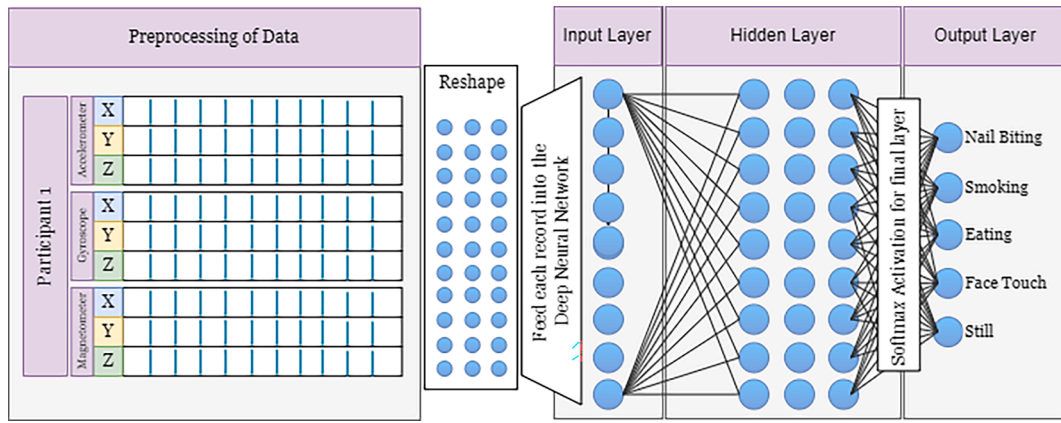 Preprocessing of Data
Participant 1
Accelerometer
X
Y
Z
Gyroscope
X
Y
Z
Magnetometer
X
Y
Z
Reshape
Feed each record into the
Deep Neural Network
Input Layer
Hidden Layer
Softmax Activation for final layer
Output Layer
Nail Biting
Smoking
Eating
Face Touch
Still